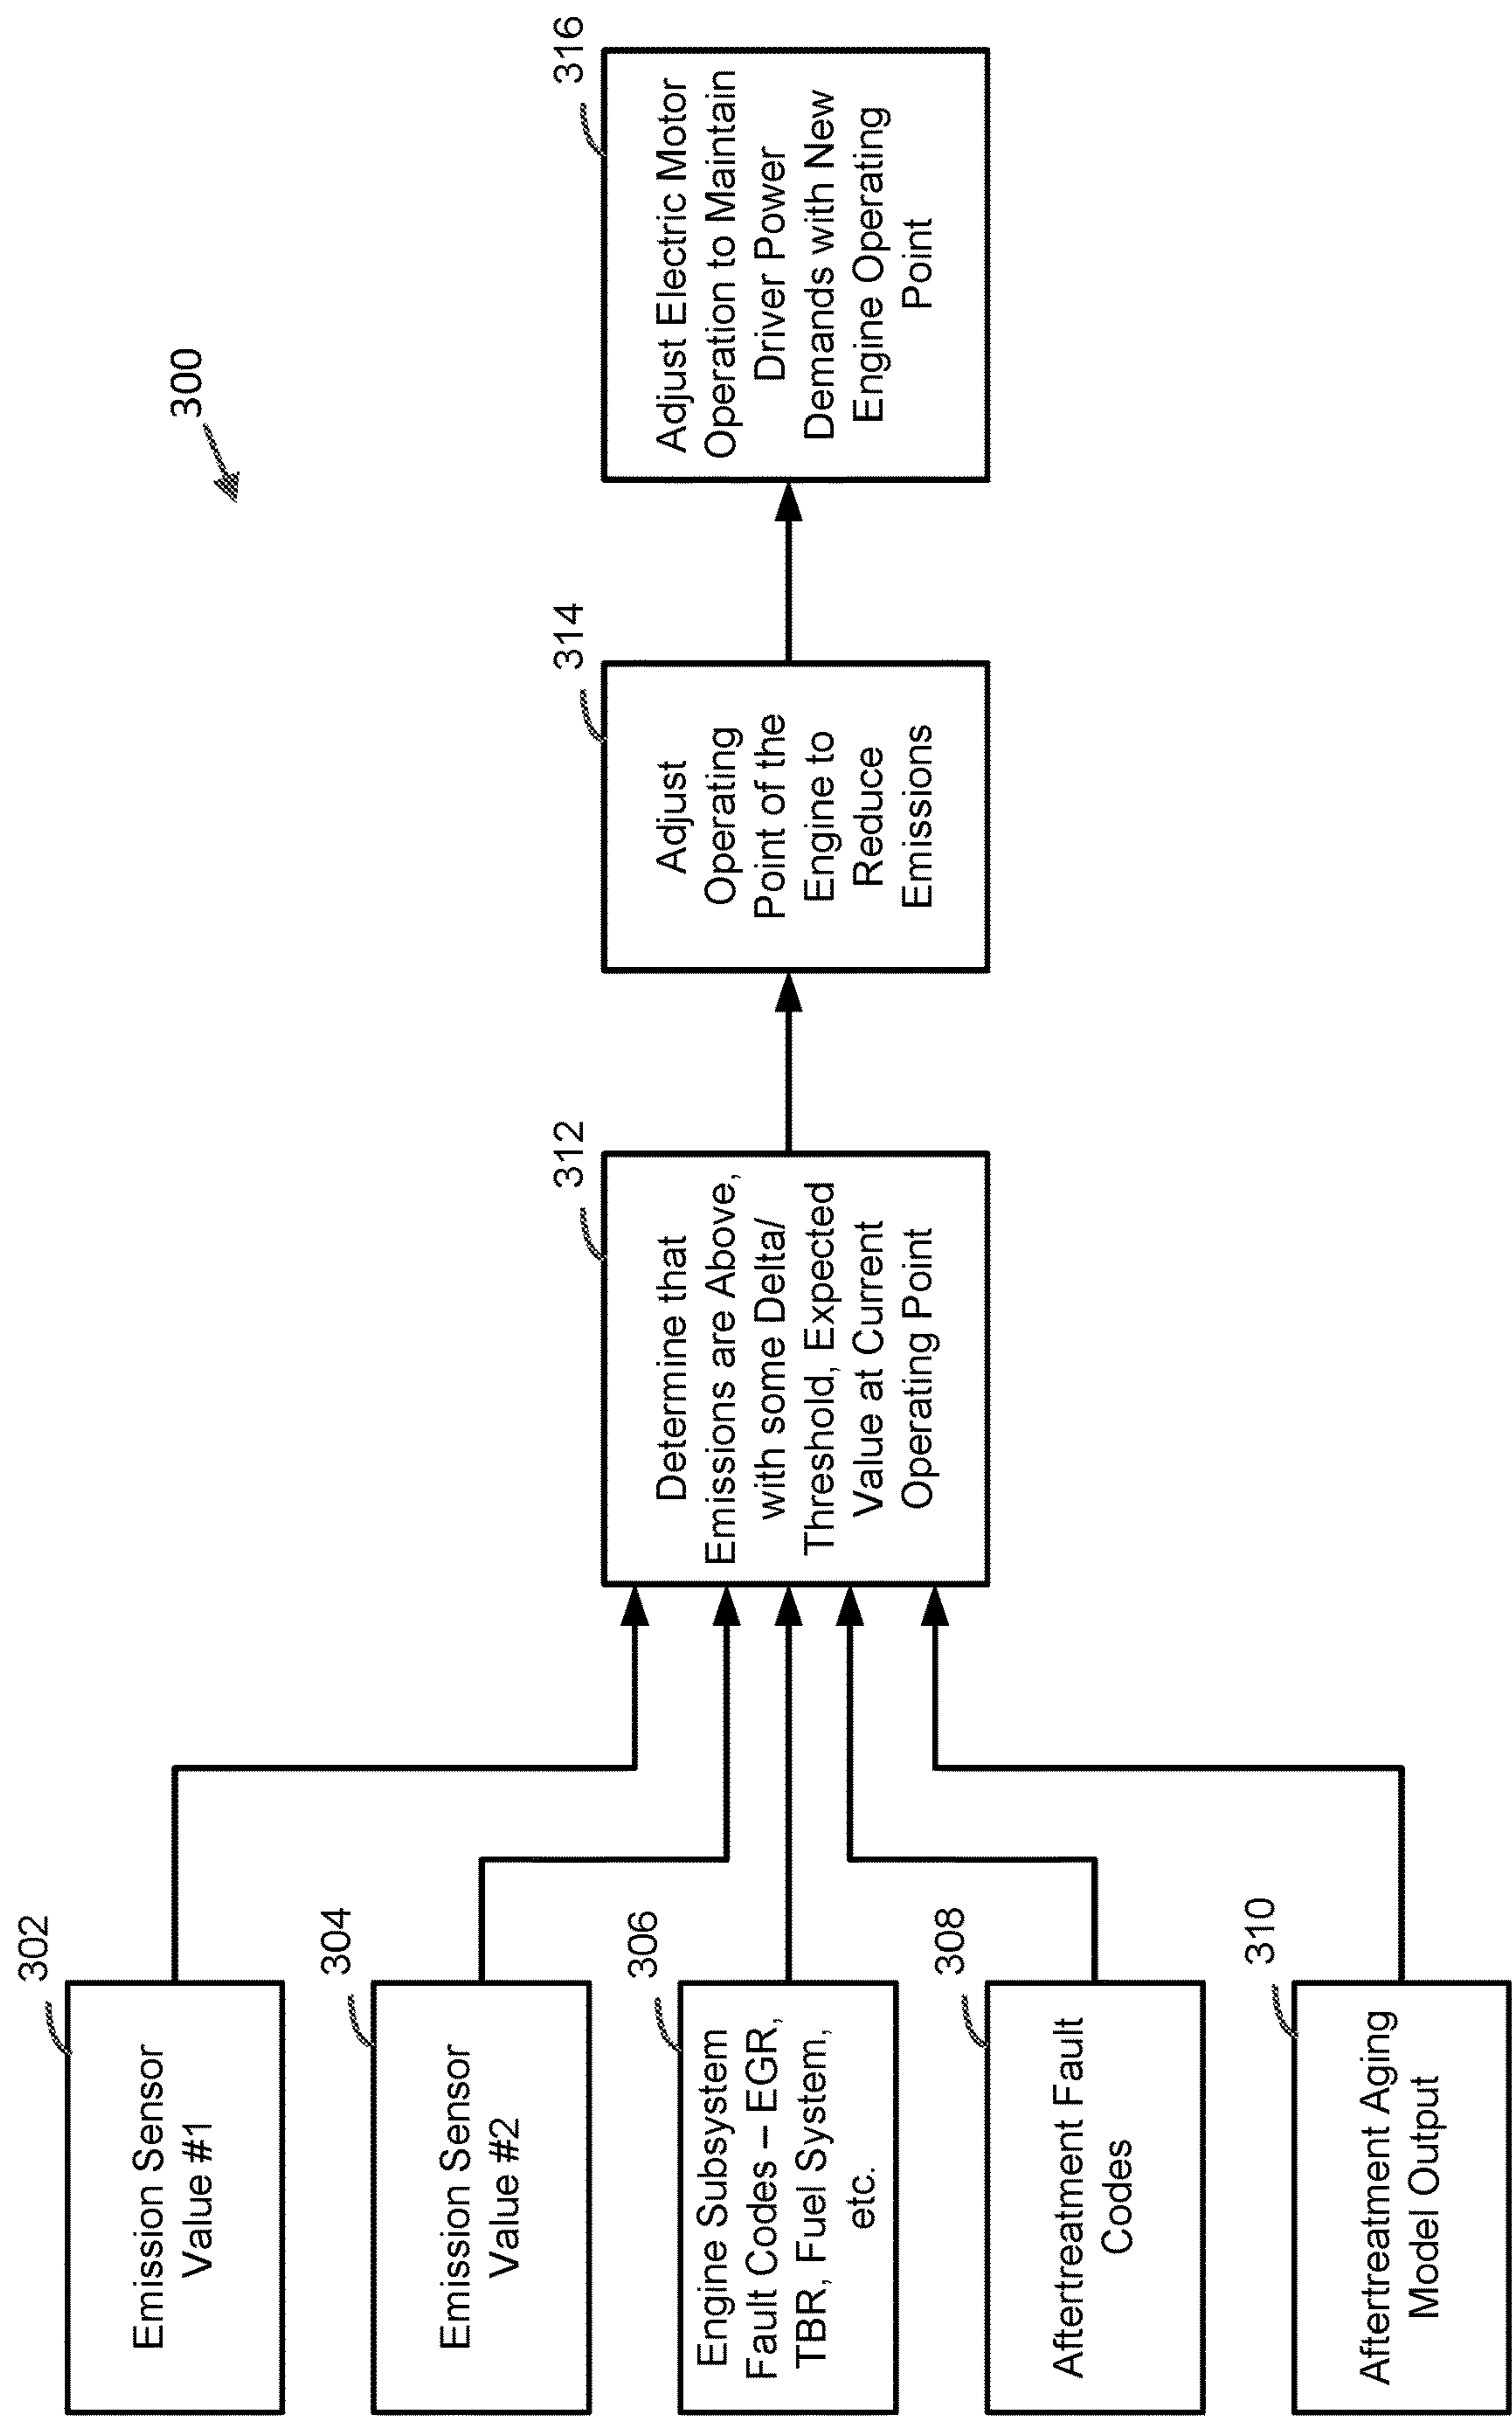 300
302
Emission Sensor
Value #1
304
Emission Sensor
Value #2
306
Engine Subsystem
Fault Codes – EGR,
TBR, Fuel System,
etc.
308
Aftertreatment Fault
Codes
310
Aftertreatment Aging
Model Output
312
Determine that
Emissions are Above,
with some Delta/
Threshold, Expected
Value at Current
Operating Point
314
Adjust
Operating
Point of the
Engine to
Reduce
Emissions
316
Adjust Electric Motor
Operation to Maintain
Driver Power
Demands with New
Engine Operating
Point